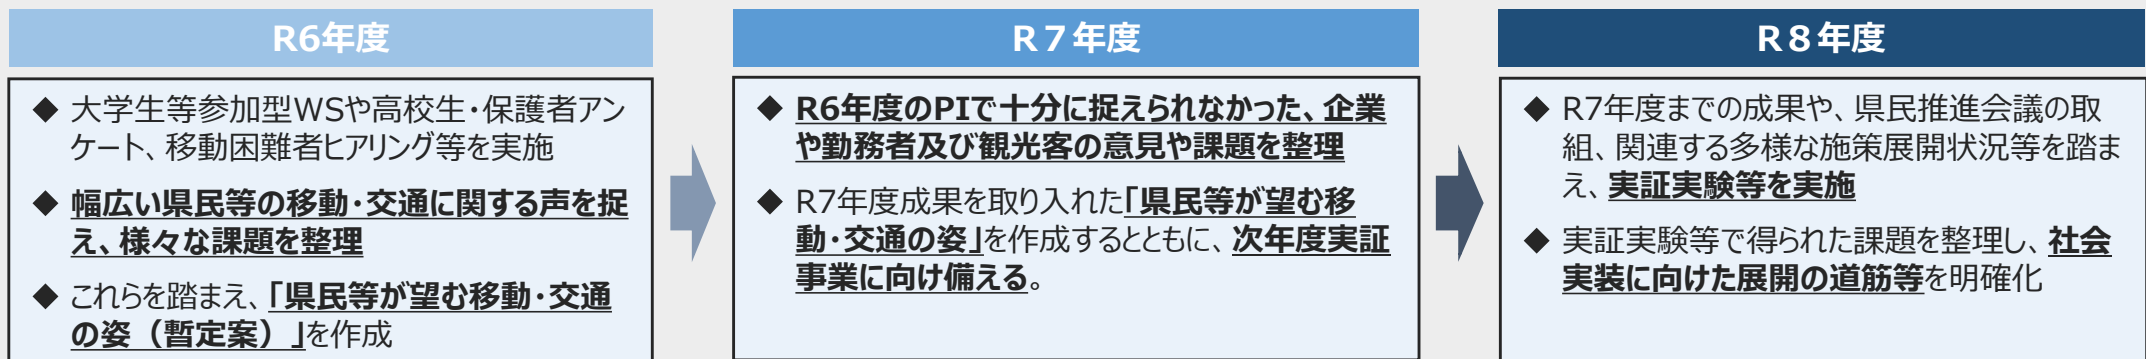 R6年度
◆ 大学生等参加型WSや高校生・保護者アン
ケート、移動困難者ヒアリング等を実施
◆ 幅広い県民等の移動・交通に関する声を捉
え、様々な課題を整理
◆ これらを踏まえ、「県民等が望む移動・交通
の姿（暫定案）」を作成
R７年度
◆ R6年度のPIで十分に捉えられなかった、企業
や勤務者及び観光客の意見や課題を整理
◆ R7年度成果を取り入れた「県民等が望む移
動・交通の姿」を作成するとともに、次年度実証
事業に向け備える。
R８年度
◆ R7年度までの成果や、県民推進会議の取
組、関連する多様な施策展開状況等を踏ま
え、実証実験等を実施
◆ 実証実験等で得られた課題を整理し、社会
実装に向けた展開の道筋等を明確化